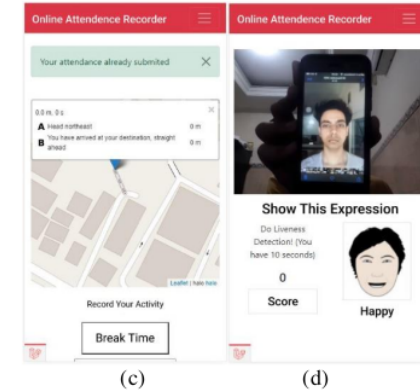 Online Attendence Recorder
Your attendance already submited
0.0 m, 0 s
A Head northeast 0 m
B You have arrived at your destination, straight ahead 0 m
Leaflet | hate here
Record Your Activity
Break Time
(c)
Online Attendence Recorder
Show This Expression
Do Liveness
Detection! (You
have 10 seconds)
0
Score
Happy
(d)